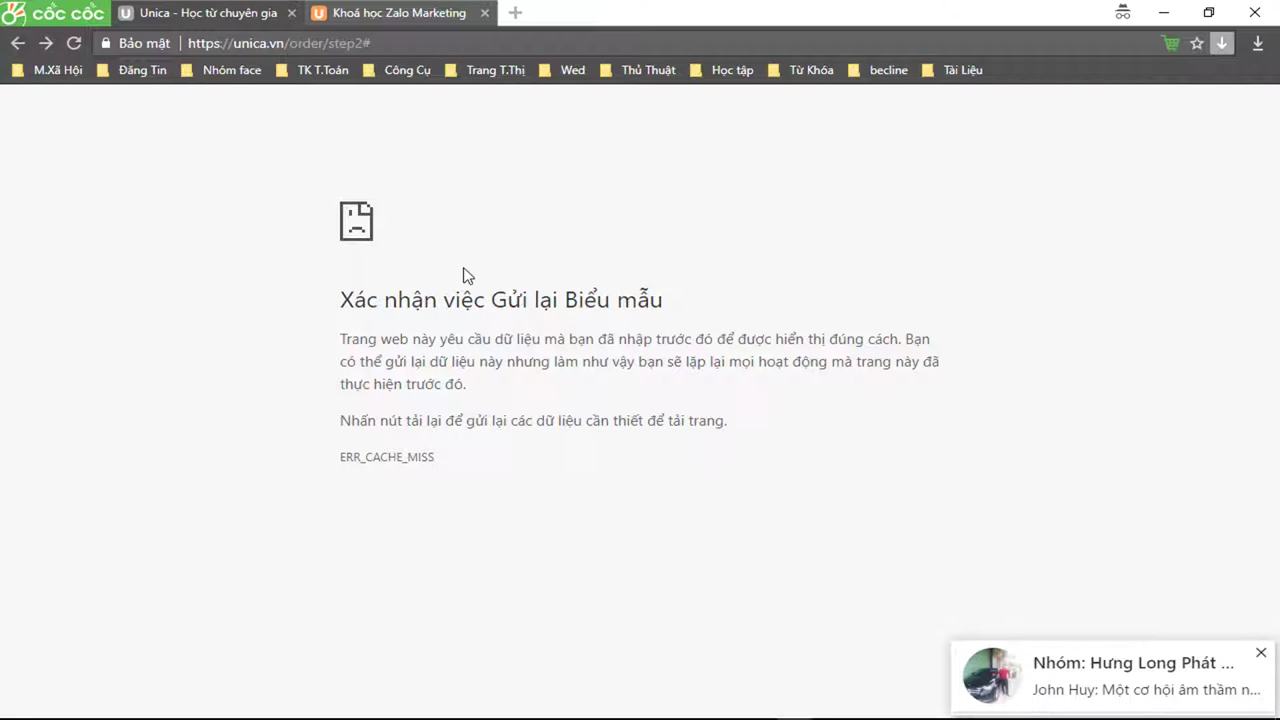 cốc cốc
Unica - Học từ chuyên gia
Khoá học Zalo Marketing
Bảo mật
https://unica.vn/order/step2#
M.Xã Hội
Đăng Tin
Nhóm face
TK T.Toán
Công Cụ
Trang T.Thị
Wed
Thủ Thuật
Học tập
Từ Khóa
becline
Tài Liệu
Xác nhận việc Gửi lại Biểu mẫu
Trang web này yêu cầu dữ liệu mà bạn đã nhập trước đó để được hiển thị đúng cách. Bạn
có thể gửi lại dữ liệu này nhưng làm như vậy bạn sẽ lặp lại mọi hoạt động mà trang này đã
thực hiện trước đó.
Nhấn nút tải lại để gửi lại các dữ liệu cần thiết để tải trang.
ERR_CACHE_MISS
Nhóm: Hưng Long Phát ...
John Huy: Một cơ hội âm thầm n...